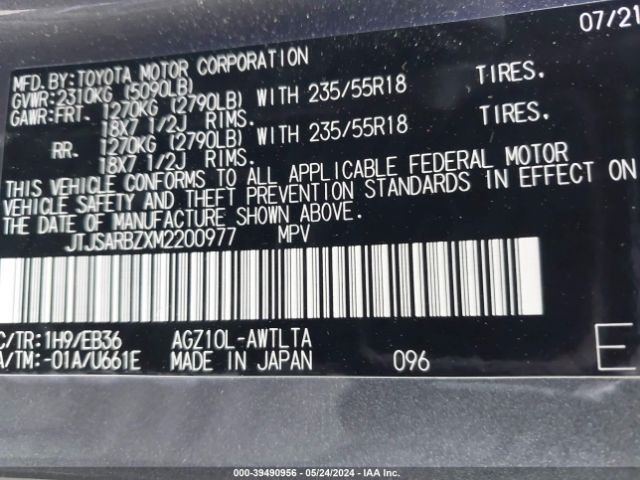 07/21
MFD.BY:TOYOTA MOTOR CORPORATION
GVWR:2310KG (5090LB)
GAWR:FRT. 1270KG (2790LB) WITH 235/55R18 TIRES.
18X7 1/2J RIMS.
RR. 1270KG (2790LB) WITH 235/55R18 TIRES.
18X7 1/2J RIMS.
THIS VEHICLE CONFORMS TO ALL APPLICABLE FEDERAL MOTOR
VEHICLE SAFETY AND THEFT PREVENTION STANDARDS IN EFFECT ON
THE DATE OF MANUFACTURE SHOWN ABOVE.
JTJSARBZXM2200977 MPV
C/TR:1H9/EB36 AGZ10L-AWTLTA
A/TM:-01A/U661E MADE IN JAPAN 096 E
000-39490956 - 05/24/2024 - IAA Inc.